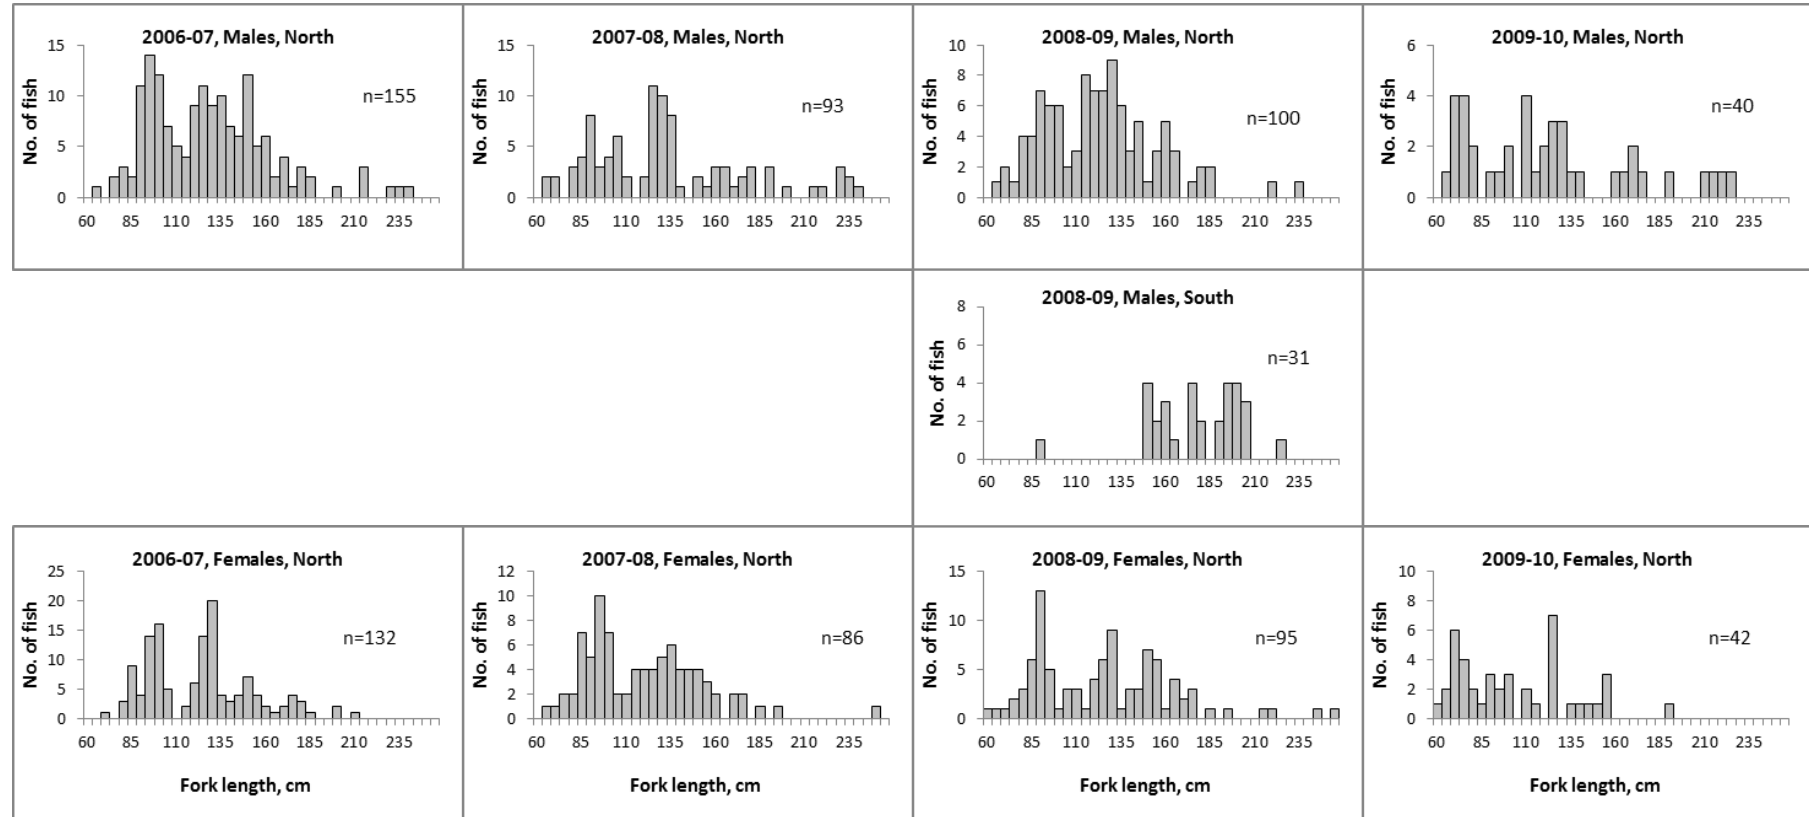 2006-07, Males, North
No. of fish
15
10
5
0
n=155
60 85 110 135 160 185 210 235
2007-08, Males, North
No. of fish
15
10
5
0
n=93
60 85 110 135 160 185 210 235
2008-09, Males, North
No. of fish
10
8
6
4
2
0
n=100
60 85 110 135 160 185 210 235
2009-10, Males, North
No. of fish
6
4
2
0
n=40
60 85 110 135 160 185 210 235
2008-09, Males, South
No. of fish
8
6
4
2
0
n=31
60 85 110 135 160 185 210 235
2006-07, Females, North
No. of fish
25
20
15
10
5
0
n=132
60 85 110 135 160 185 210 235
Fork length, cm
2007-08, Females, North
No. of fish
12
10
8
6
4
2
0
n=86
60 85 110 135 160 185 210 235
Fork length, cm
2008-09, Females, North
No. of fish
15
10
5
0
n=95
60 85 110 135 160 185 210 235
Fork length, cm
2009-10, Females, North
No. of fish
10
8
6
4
2
0
n=42
60 85 110 135 160 185 210 235
Fork length, cm